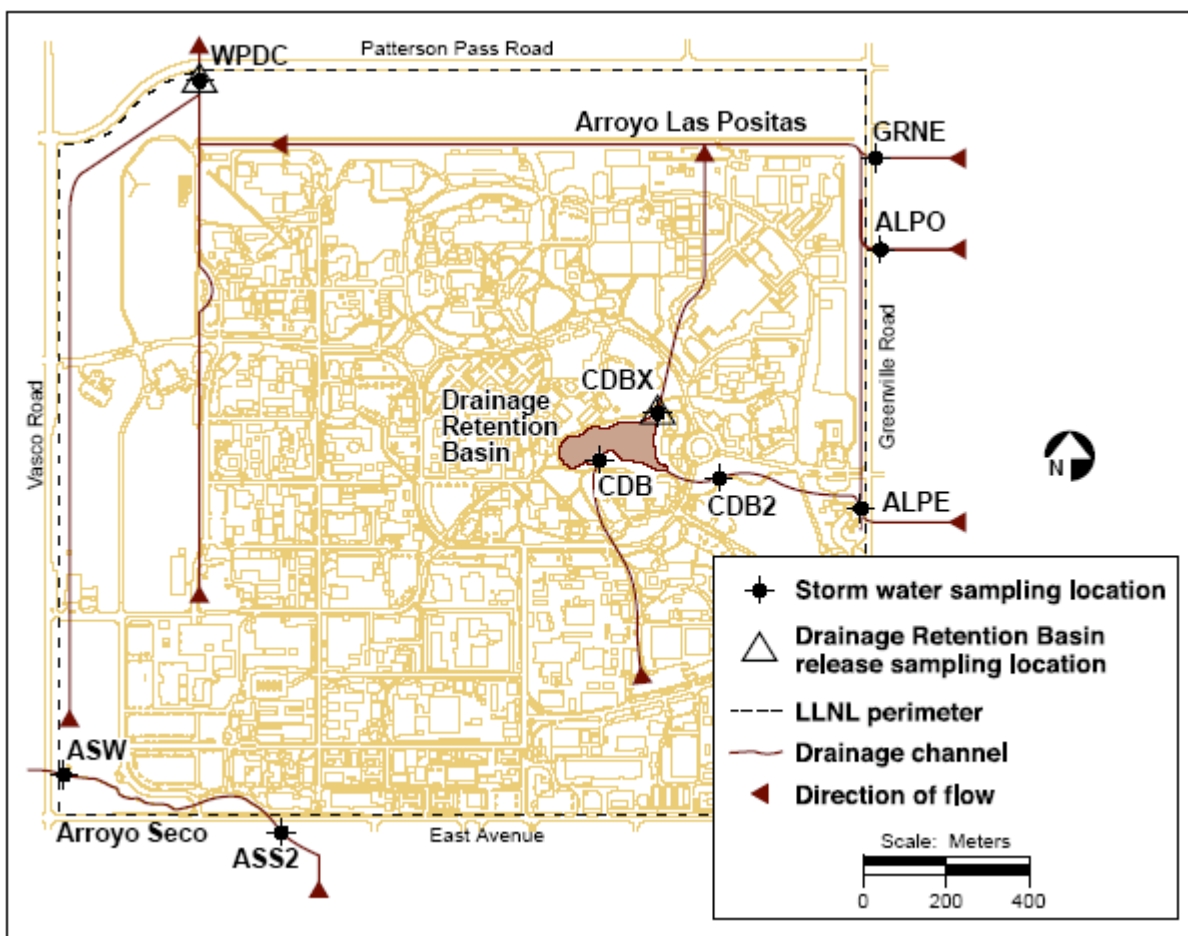 WPDC
Patterson Pass Road
Arroyo Las Positas
GRNE
ALPO
Vasco Road
Greenville Road
CDBX
Drainage
Retention
Basin
CDB
CDB2
ALPE
N
ASW
Arroyo Seco
ASS2
East Avenue
Storm water sampling location
Drainage Retention Basin
release sampling location
LLNL perimeter
Drainage channel
Direction of flow
Scale: Meters
0 200 400